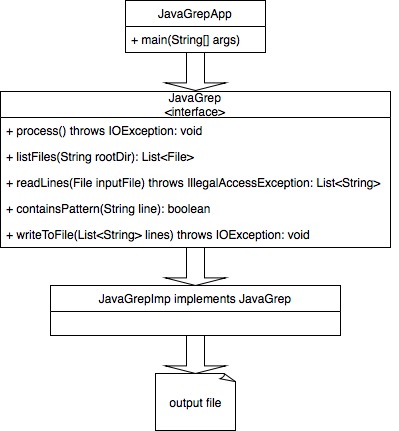 JavaGrepApp
+ main(String[] args)
JavaGrep
<interface>
+ process() throws IOException: void
+ listFiles(String rootDir): List<File>
+ readLines(File inputFile) throws IllegalAccessException: List<String>
+ containsPattern(String line): boolean
+ writeToFile(List<String> lines) throws IOException: void
JavaGrepImp implements JavaGrep
output file